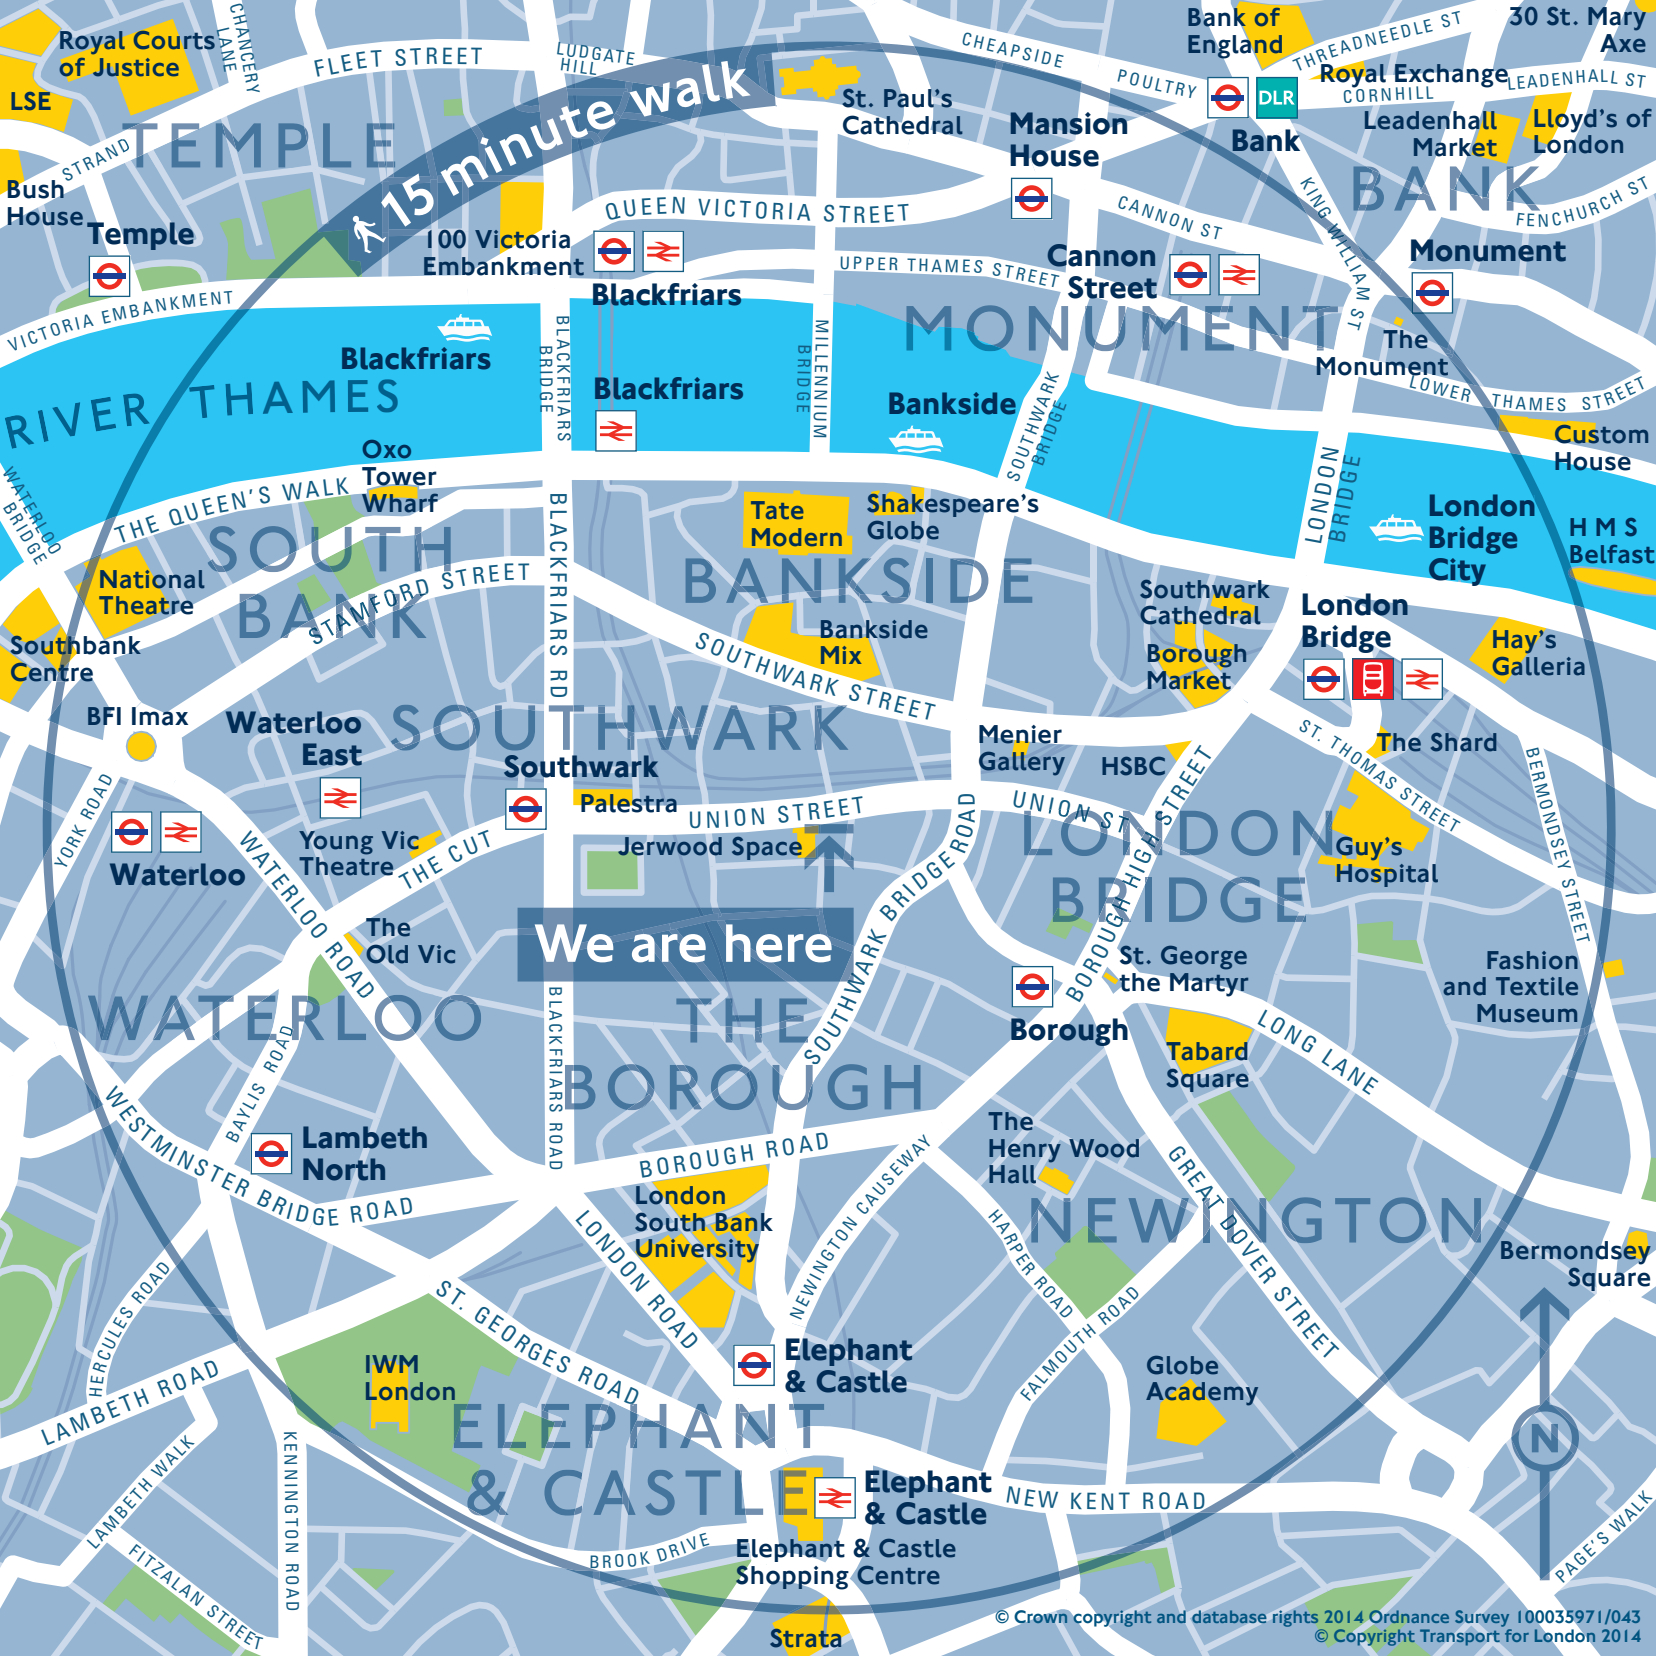 Royal Courts
of Justice
CHANCERY
LANE
FLEET STREET
LUDGATE
HILL
CHEAPSIDE
POULTRY
Bank of
England
THREADNEEDLE ST
30 St. Mary
Axe
LSE
TEMPLE
15 minute walk
St. Paul's
Cathedral
Mansion
House
DLR
Bank
Royal Exchange
CORNHILL
LEADENHALL ST
Leadenhall
Market
Lloyd's of
London
STRAND
Bush
House
Temple
BANK
FENCHURCH ST
100 Victoria
Embankment
QUEEN VICTORIA STREET
CANNON ST
KING WILLIAM ST
Blackfriars
UPPER THAMES STREET
Cannon
Street
Monument
VICTORIA EMBANKMENT
MONUMENT
The
Monument
Blackfriars
BLACKFRIARS
BRIDGE
MILLENNIUM
BRIDGE
LOWER THAMES STREET
RIVER THAMES
Blackfriars
Bankside
SOUTHWARK
BRIDGE
Custom
House
WATERLOO
BRIDGE
THE QUEEN'S WALK
Oxo
Tower
Wharf
LONDON
BRIDGE
London
Bridge
City
HMS
Belfast
Tate
Modern
Shakespeare's
Globe
SOUTH
BANK
BLACKFRIARS RD
BANKSIDE
National
Theatre
STAMFORD STREET
Southwark
Cathedral
London
Bridge
Southbank
Centre
Bankside
Mix
SOUTHWARK STREET
Borough
Market
Hay's
Galleria
BFI Imax
Waterloo
East
SOUTHWARK
Menier
Gallery
HSBC
ST. THOMAS STREET
The Shard
BERMONDSEY STREET
YORK ROAD
Southwark
Palestra
UNION STREET
UNION ST
Waterloo
WATERLOO ROAD
Young Vic
Theatre
THE CUT
Jerwood Space
LONDON
BRIDGE
Guy's
Hospital
The
Old Vic
We are here
SOUTHWARK BRIDGE ROAD
BOROUGH HIGH STREET
St. George
the Martyr
Fashion
and Textile
Museum
WATERLOO
THE
BOROUGH
Borough
Tabard
Square
LONG LANE
BLACKFRIARS ROAD
BAYLIS ROAD
WESTMINSTER BRIDGE ROAD
Lambeth
North
BOROUGH ROAD
The
Henry Wood
Hall
NEWINGTON
GREAT DOVER STREET
London
South Bank
University
NEWINGTON CAUSEWAY
HARPER ROAD
Bermondsey
Square
HERCULES ROAD
LONDON ROAD
ST. GEORGES ROAD
FALMOUTH ROAD
Elephant
& Castle
Globe
Academy
IWM
London
LAMBETH ROAD
ELEPHANT
& CASTLE
N
LAMBETH WALK
KENNINGTON ROAD
Elephant
& Castle
NEW KENT ROAD
PAGE'S WALK
FITZALAN STREET
BROOK DRIVE
Elephant & Castle
Shopping Centre
Strata
© Crown copyright and database rights 2014 Ordnance Survey 100035971/043
© Copyright Transport for London 2014